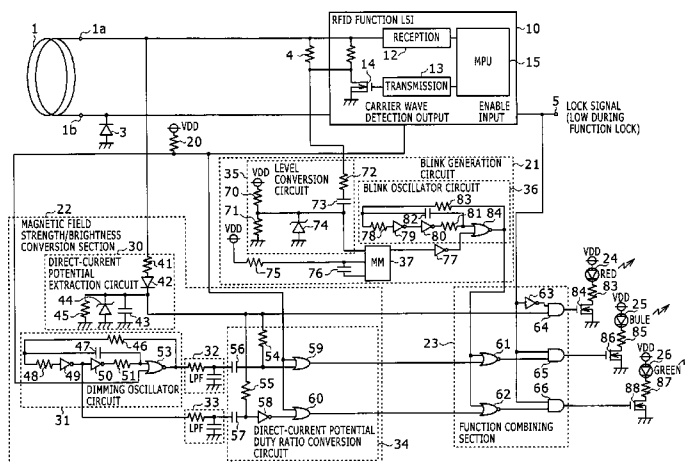 RFID FUNCTION LSI
10
1
1a
4
RECEPTION
12
14
13
TRANSMISSION
MPU
15
CARRIER WAVE
DETECTION OUTPUT
ENABLE
INPUT
5
LOCK SIGNAL
(LOW DURING
FUNCTION LOCK)
1b
3
VDD
20
BLINK GENERATION
CIRCUIT
21
35
LEVEL
CONVERSION
CIRCUIT
VDD
70
71
72
73
74
BLINK OSCILLATOR CIRCUIT
36
83
82
81
84
78
79
80
22
MAGNETIC FIELD
STRENGTH/BRIGHTNESS
CONVERSION SECTION
30
DIRECT-CURRENT
POTENTIAL
EXTRACTION CIRCUIT
41
42
44
45
43
VDD
75
76
MM
37
77
VDD
24
RED
83
84
63
64
VDD
25
BULE
85
86
VDD
26
GREEN
87
88
46
47
48
49
50
51
53
DIMMING OSCILLATOR
CIRCUIT
31
32
LPF
33
LPF
56
54
55
57
58
59
60
DIRECT-CURRENT POTENTIAL
DUTY RATIO CONVERSION
CIRCUIT
34
23
61
62
65
66
FUNCTION COMBINING
SECTION